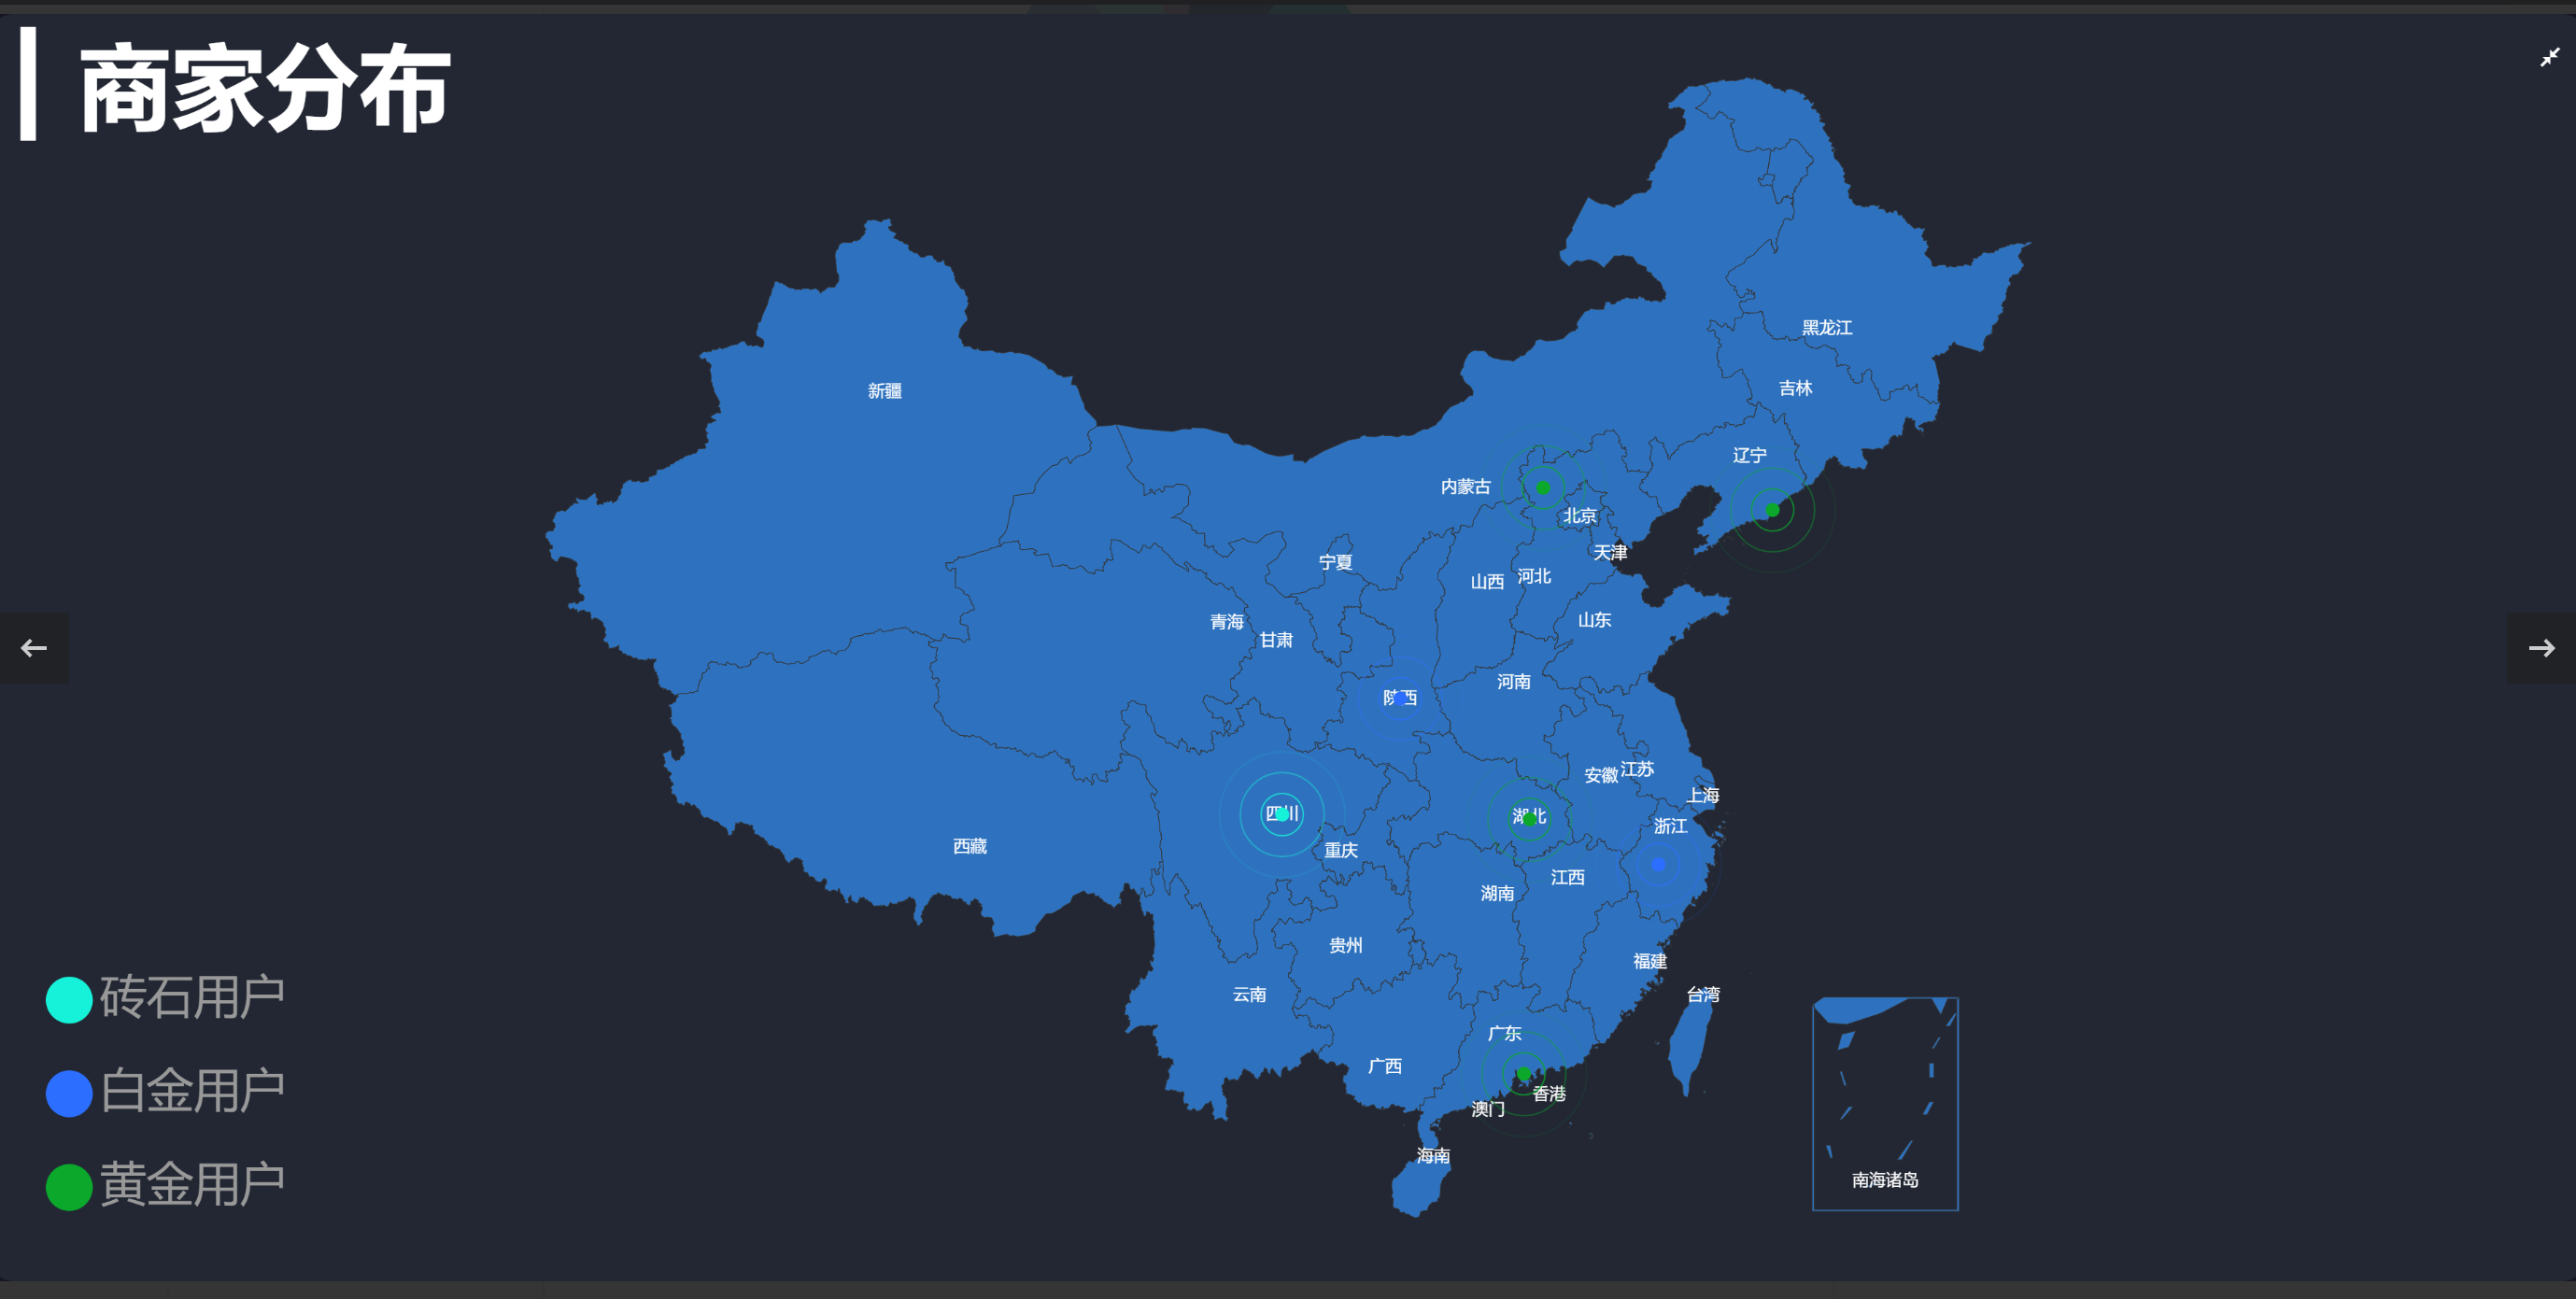 商家分布
黑龙江
吉林
新疆
辽宁
内蒙古
北京
天津
宁夏
山西
河北
山东
青海
甘肃
河南
陕西
安徽
江苏
上海
四川
湖北
浙江
西藏
重庆
江西
湖南
贵州
福建
云南
台湾
广东
广西
香港
澳门
海南
南海诸岛
砖石用户
白金用户
黄金用户